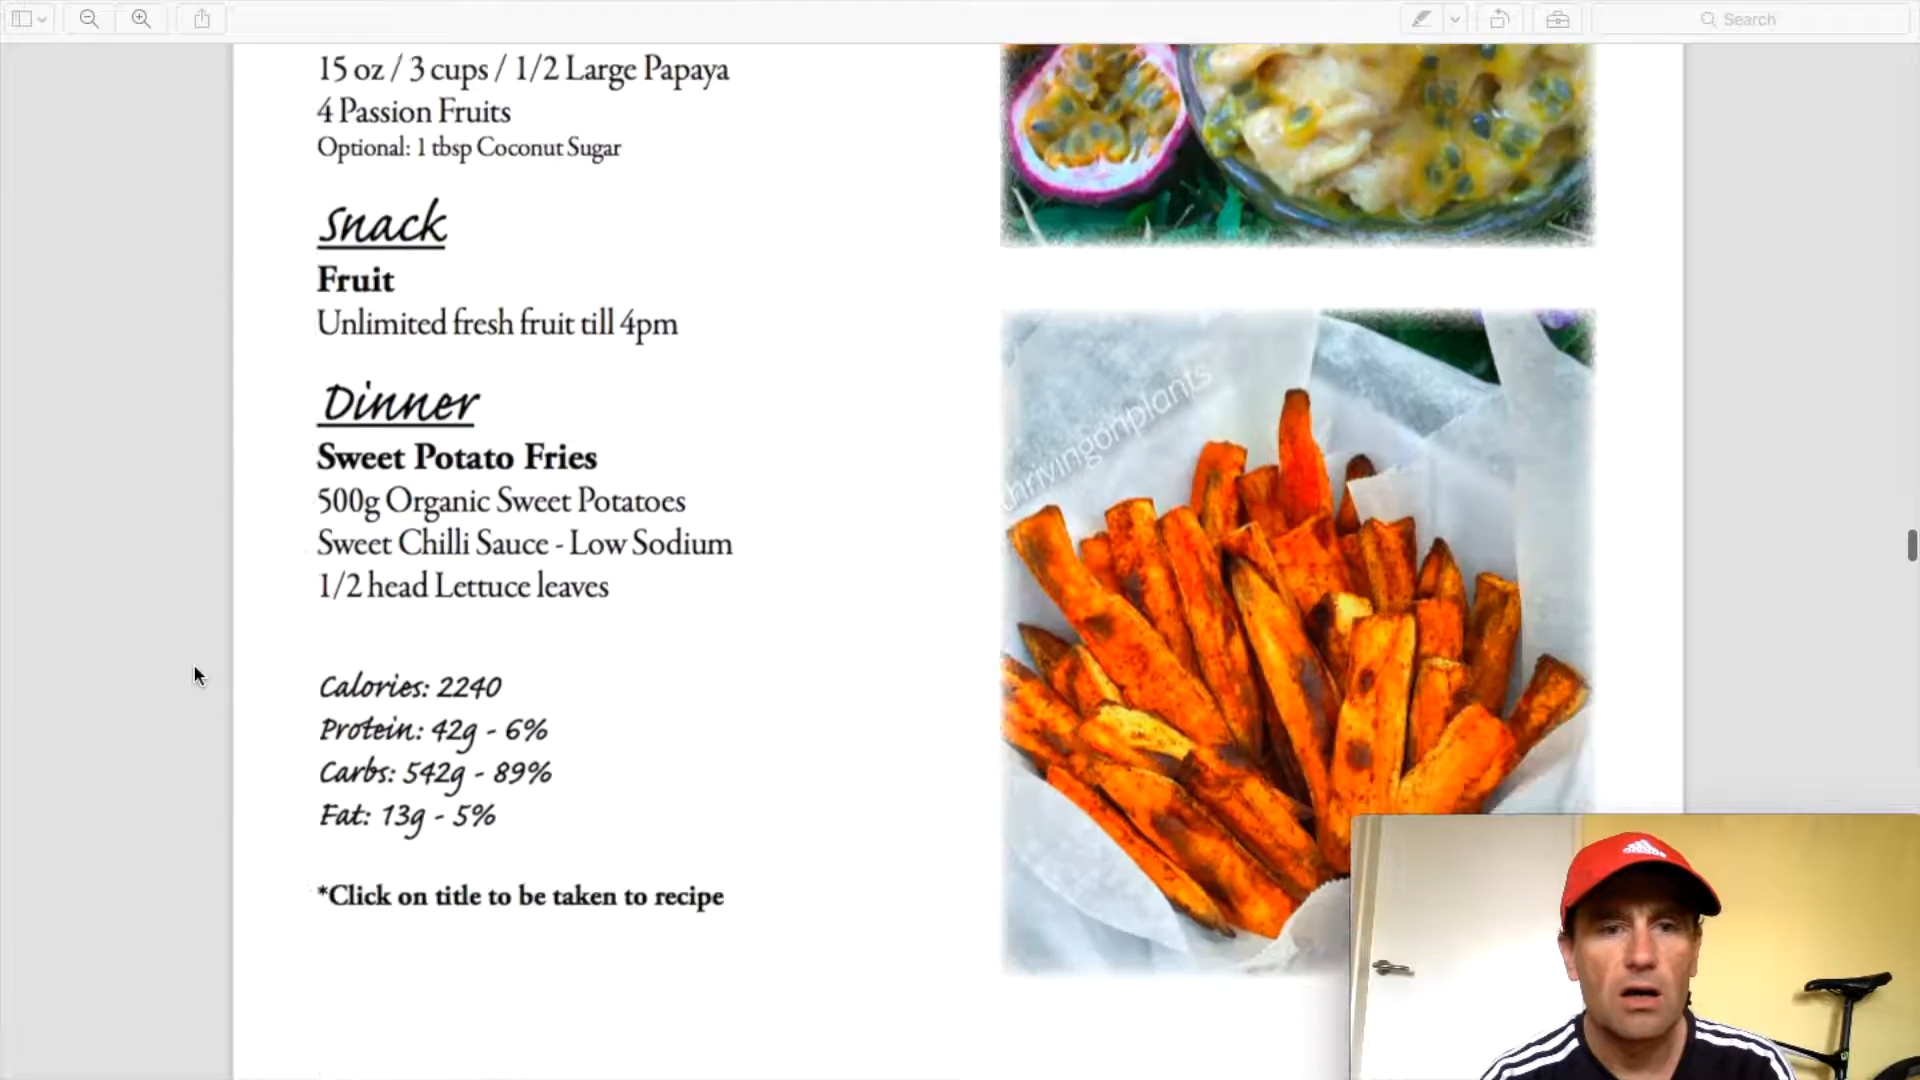 Search
15 oz / 3 cups / 1/2 Large Papaya
4 Passion Fruits
Optional: 1 tbsp Coconut Sugar
Snack
Fruit
Unlimited fresh fruit till 4pm
Dinner
Sweet Potato Fries
500g Organic Sweet Potatoes
Sweet Chilli Sauce - Low Sodium
1/2 head Lettuce leaves
Calories: 2240
Protein: 42g - 6%
Carbs: 542g - 89%
Fat: 13g - 5%
*Click on title to be taken to recipe
thrivingonplants
adidas